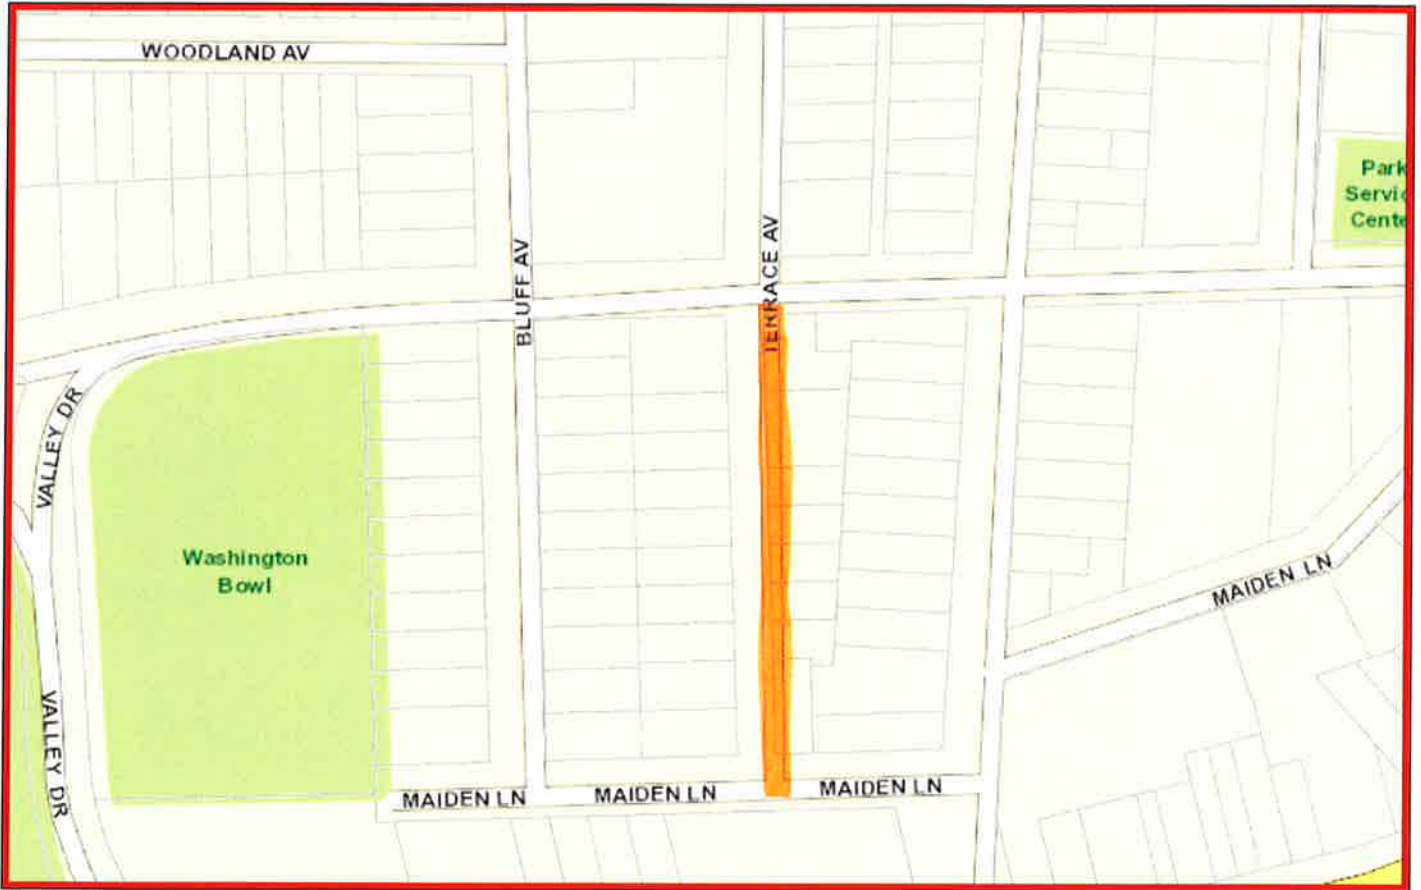 WOODLAND AV
Park
Servic
Cente
BLUFF AV
TERRACE AV
VALLEY DR
Washington
Bowl
MAIDEN LN
VALLEY DR
MAIDEN LN
MAIDEN LN
MAIDEN LN